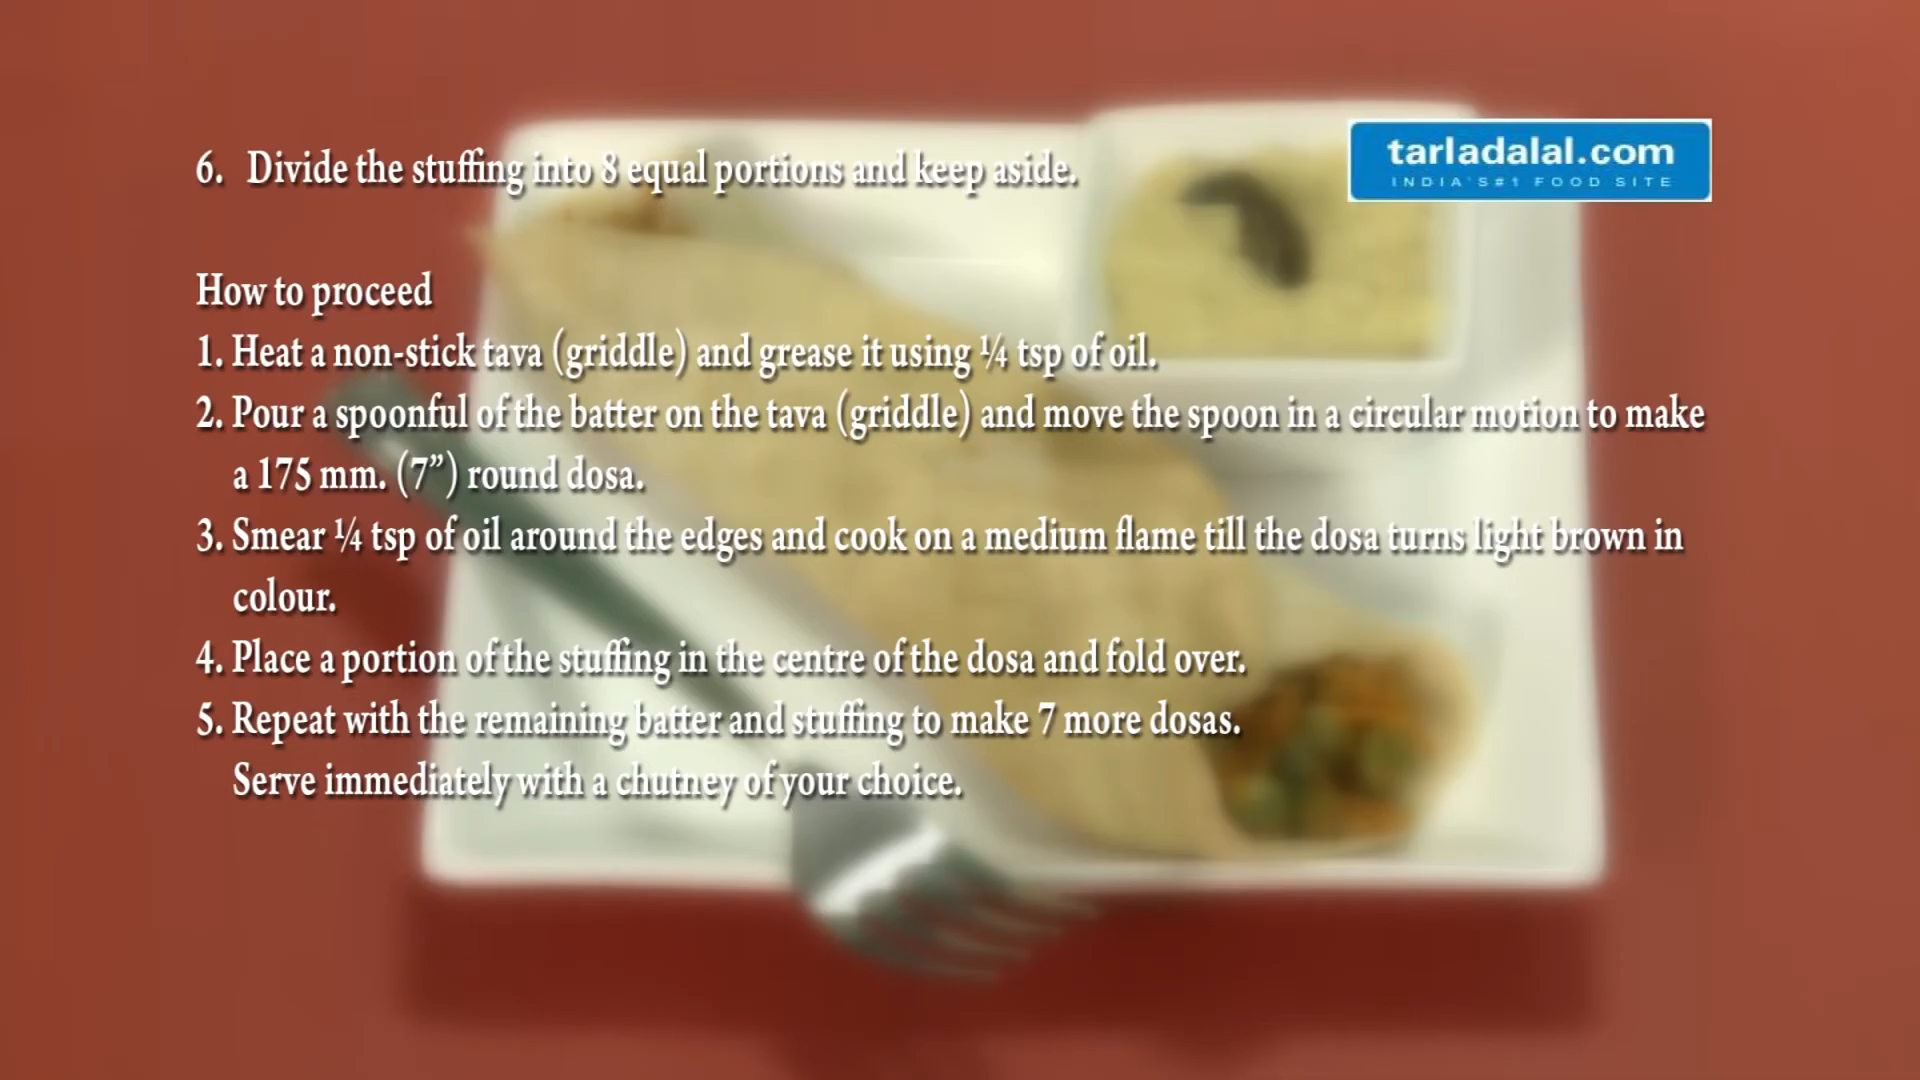 tarladalal.com
INDIA'S#1 FOOD SITE
6. Divide the stuffing into 8 equal portions and keep aside.
How to proceed
1. Heat a non-stick tava (griddle) and grease it using ¼ tsp of oil.
2. Pour a spoonful of the batter on the tava (griddle) and move the spoon in a circular motion to make
a 175 mm. (7”) round dosa.
3. Smear ¼ tsp of oil around the edges and cook on a medium flame till the dosa turns light brown in
colour.
4. Place a portion of the stuffing in the centre of the dosa and fold over.
5. Repeat with the remaining batter and stuffing to make 7 more dosas.
Serve immediately with a chutney of your choice.